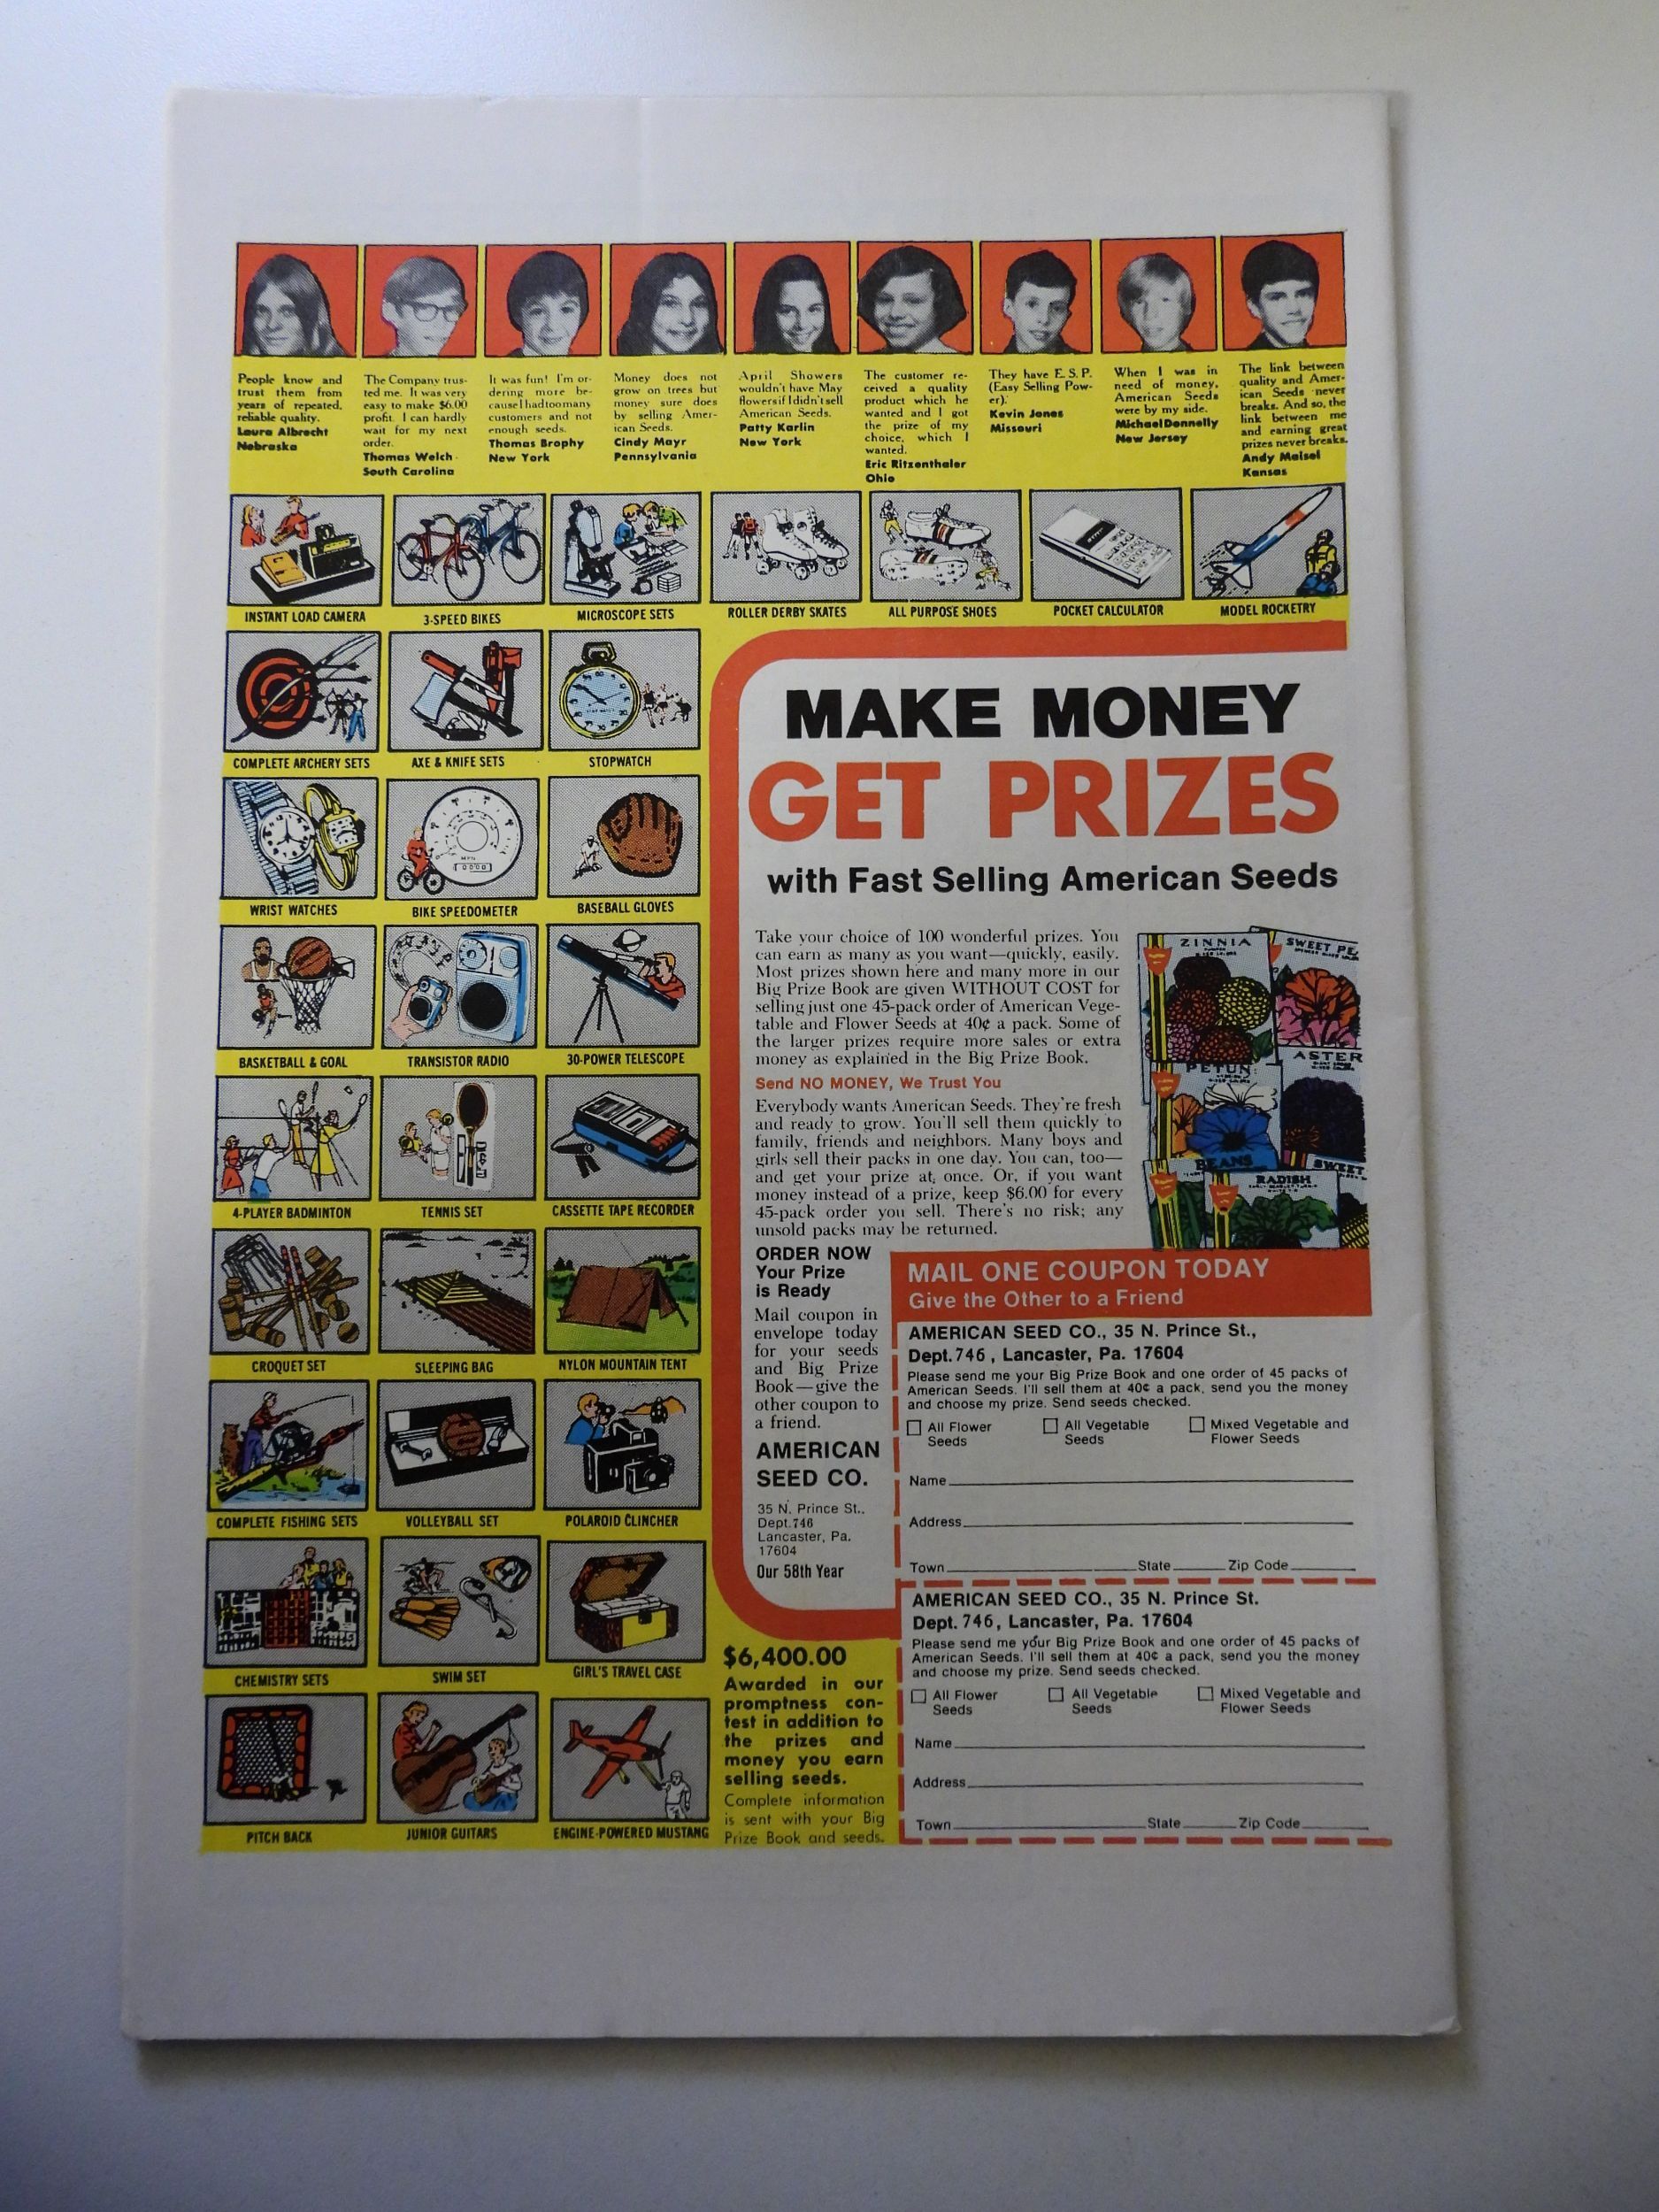 People know and
trust them from
years of repeated,
reliable quality.
Laura Albrecht
Nebraska
The Company trus-
ted me. It was very
easy to make $6.00
profit. I can hardly
wait for my next
order.
Thomas Welch
South Carolina
It was fun! I'm or-
dering more be-
cause I had too many
customers and not
enough seeds.
Thomas Brophy
New York
Money does not
grow on trees but
money sure does
by selling Amer-
ican Seeds.
Cindy Mayr
Pennsylvania
April Showers
wouldn't have May
flowers if I didn't sell
American Seeds.
Patty Karlin
New York
The customer re-
ceived a quality
product which he
wanted and I got
the prize of my
choice, which I
wanted.
Eric Ritzenthaler
Ohio
They have E.S.P.
(Easy Selling Pow-
er).
Kevin Jones
Missouri
When I was in
need of money,
American Seeds
were by my side.
Michael Donnelly
New Jersey
The link between
quality and Amer-
ican Seeds never
breaks. And so, the
link between me
and earning great
prizes never breaks.
Andy Maisel
Kansas
INSTANT LOAD CAMERA
3-SPEED BIKES
MICROSCOPE SETS
ROLLER DERBY SKATES
ALL PURPOSE SHOES
POCKET CALCULATOR
MODEL ROCKETRY
COMPLETE ARCHERY SETS
AXE & KNIFE SETS
STOPWATCH
WRIST WATCHES
BIKE SPEEDOMETER
BASEBALL GLOVES
BASKETBALL & GOAL
TRANSISTOR RADIO
30-POWER TELESCOPE
4-PLAYER BADMINTON
TENNIS SET
CASSETTE TAPE RECORDER
CROQUET SET
SLEEPING BAG
NYLON MOUNTAIN TENT
COMPLETE FISHING SETS
VOLLEYBALL SET
POLAROID CLINCHER
CHEMISTRY SETS
SWIM SET
GIRL'S TRAVEL CASE
PITCH BACK
JUNIOR GUITARS
ENGINE-POWERED MUSTANG
MAKE MONEY
GET PRIZES
with Fast Selling American Seeds
Take your choice of 100 wonderful prizes. You
can earn as many as you want—quickly, easily.
Most prizes shown here and many more in our
Big Prize Book are given WITHOUT COST for
selling just one 45-pack order of American Vege-
table and Flower Seeds at 40¢ a pack. Some of
the larger prizes require more sales or extra
money as explained in the Big Prize Book.
Send NO MONEY, We Trust You
Everybody wants American Seeds. They're fresh
and ready to grow. You'll sell them quickly to
family, friends and neighbors. Many boys and
girls sell their packs in one day. You can, too—
and get your prize at once. Or, if you want
money instead of a prize, keep $6.00 for every
45-pack order you sell. There's no risk; any
unsold packs may be returned.
ZINNIA
SWEET PE
ASTER
PETUN
BEANS
RADISH
SWEET
ORDER NOW
Your Prize
is Ready
Mail coupon in
envelope today
for your seeds
and Big Prize
Book—give the
other coupon to
a friend.
AMERICAN
SEED CO.
35 N. Prince St.,
Dept. 746
Lancaster, Pa.
17604
Our 58th Year
$6,400.00
Awarded in our
promptness con-
test in addition to
the prizes and
money you earn
selling seeds.
Complete information
is sent with your Big
Prize Book and seeds.
MAIL ONE COUPON TODAY
Give the Other to a Friend
AMERICAN SEED CO., 35 N. Prince St.,
Dept. 746, Lancaster, Pa. 17604
Please send me your Big Prize Book and one order of 45 packs of
American Seeds. I'll sell them at 40¢ a pack, send you the money
and choose my prize. Send seeds checked.
All Flower Seeds
All Vegetable Seeds
Mixed Vegetable and Flower Seeds
Name
Address
Town State Zip Code
AMERICAN SEED CO., 35 N. Prince St.
Dept. 746, Lancaster, Pa. 17604
Please send me your Big Prize Book and one order of 45 packs of
American Seeds. I'll sell them at 40¢ a pack, send you the money
and choose my prize. Send seeds checked.
All Flower Seeds
All Vegetable Seeds
Mixed Vegetable and Flower Seeds
Name
Address
Town State Zip Code